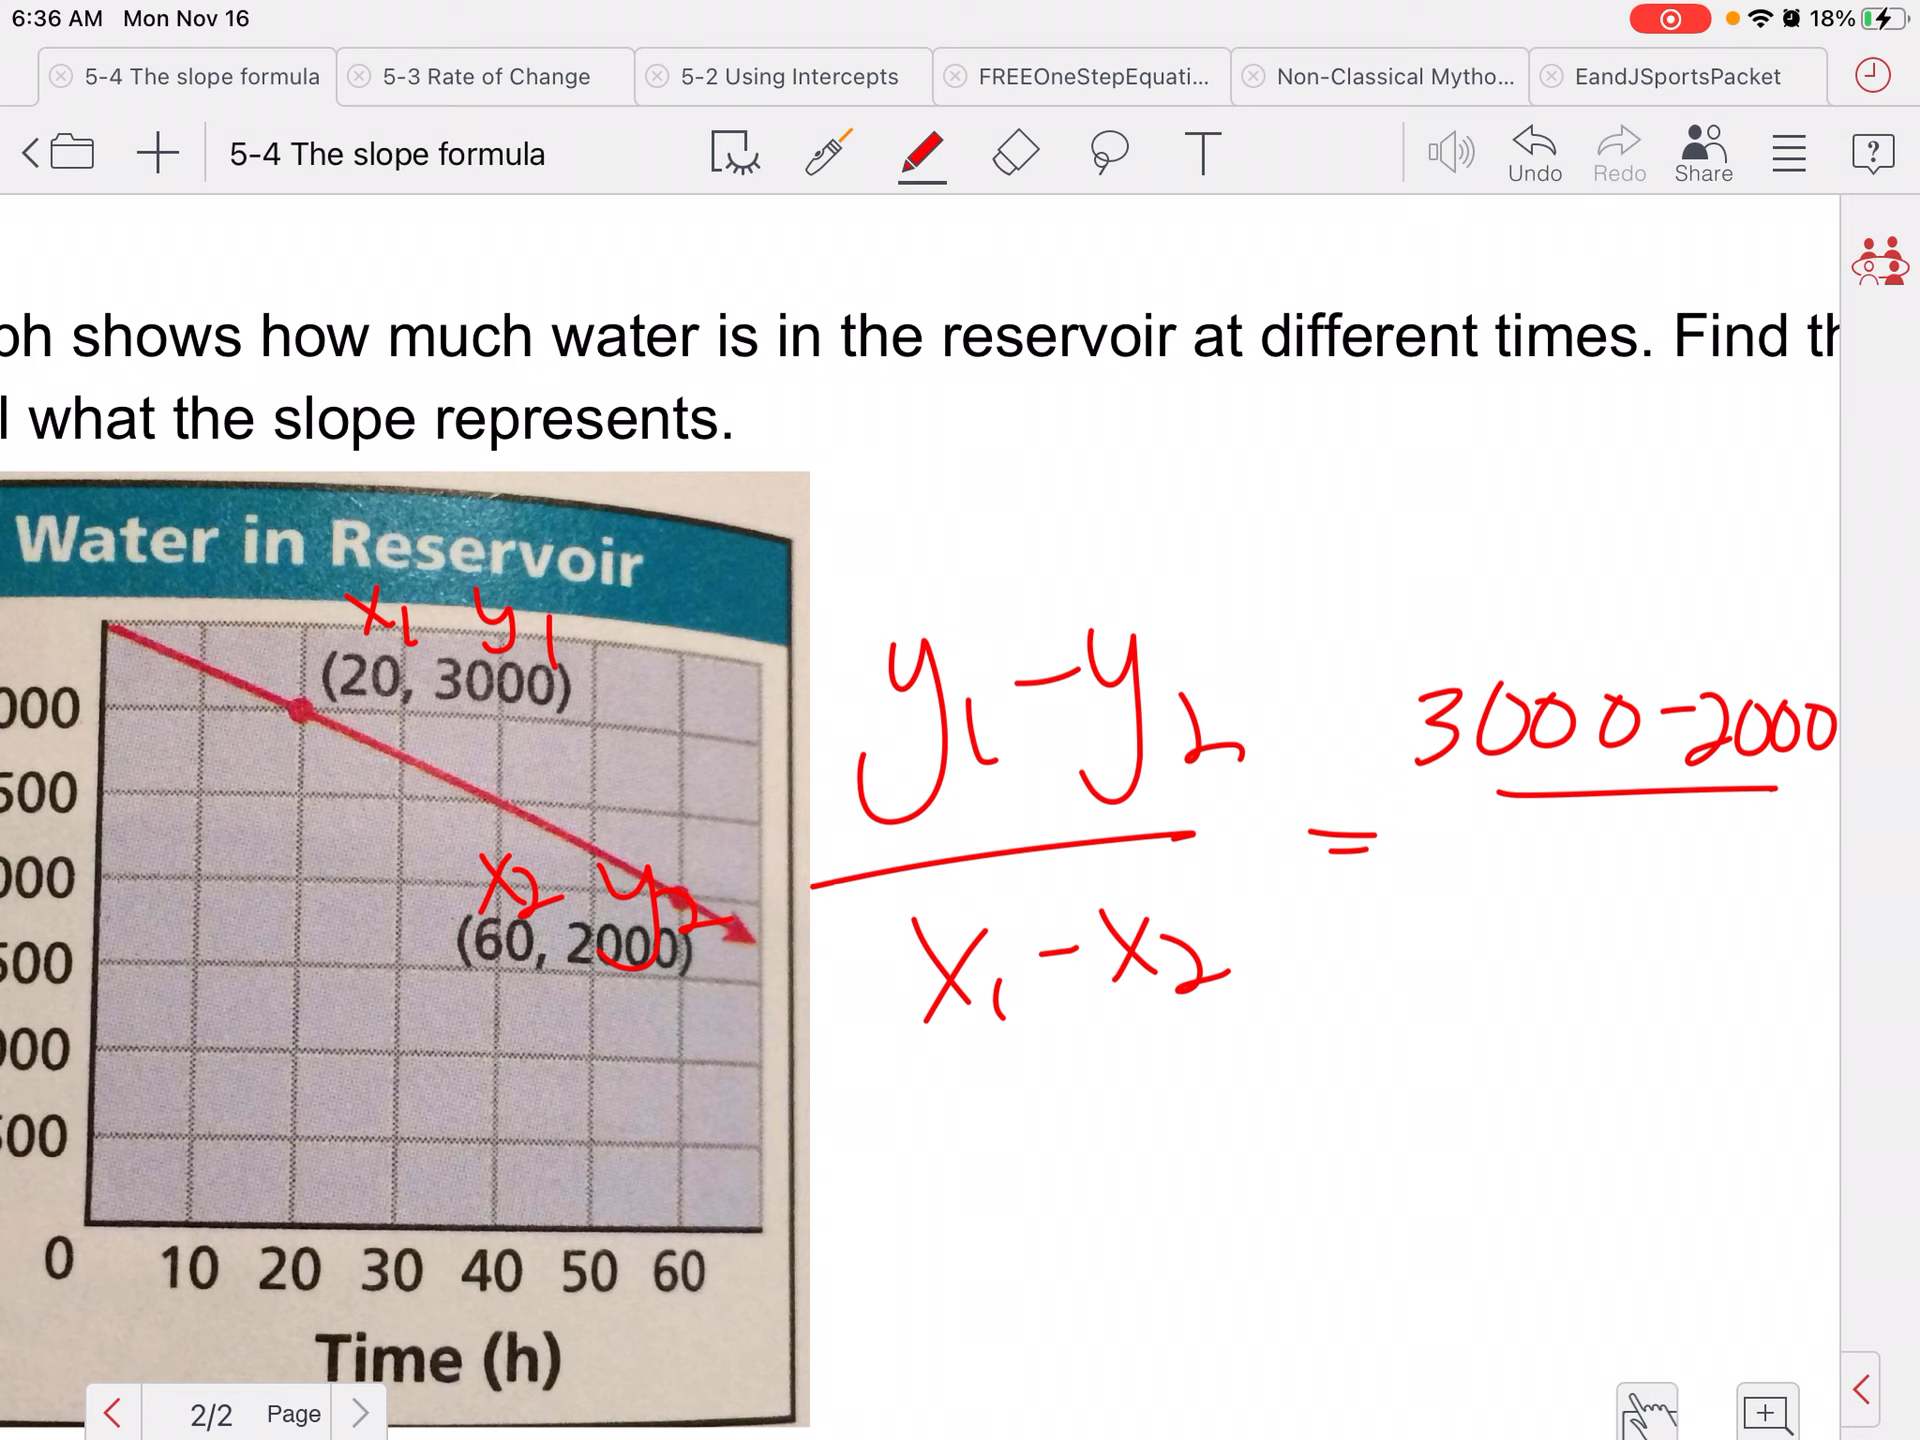 6:36 AM Mon Nov 16 18%
5-4 The slope formula 5-3 Rate of Change 5-2 Using Intercepts FREEOneStepEquati... Non-Classical Mytho... EandJSportsPacket
5-4 The slope formula T Undo Redo Share ?
ph shows how much water is in the reservoir at different times. Find th
l what the slope represents.
Water in Reservoir
x₁ y₁
(20, 3000)
000
500
000
x₂ y₂
(60, 2000)
500
000
500
0 10 20 30 40 50 60
Time (h)
y₁ - y₂
3000-2000
=
x₁ - x₂
2/2 Page